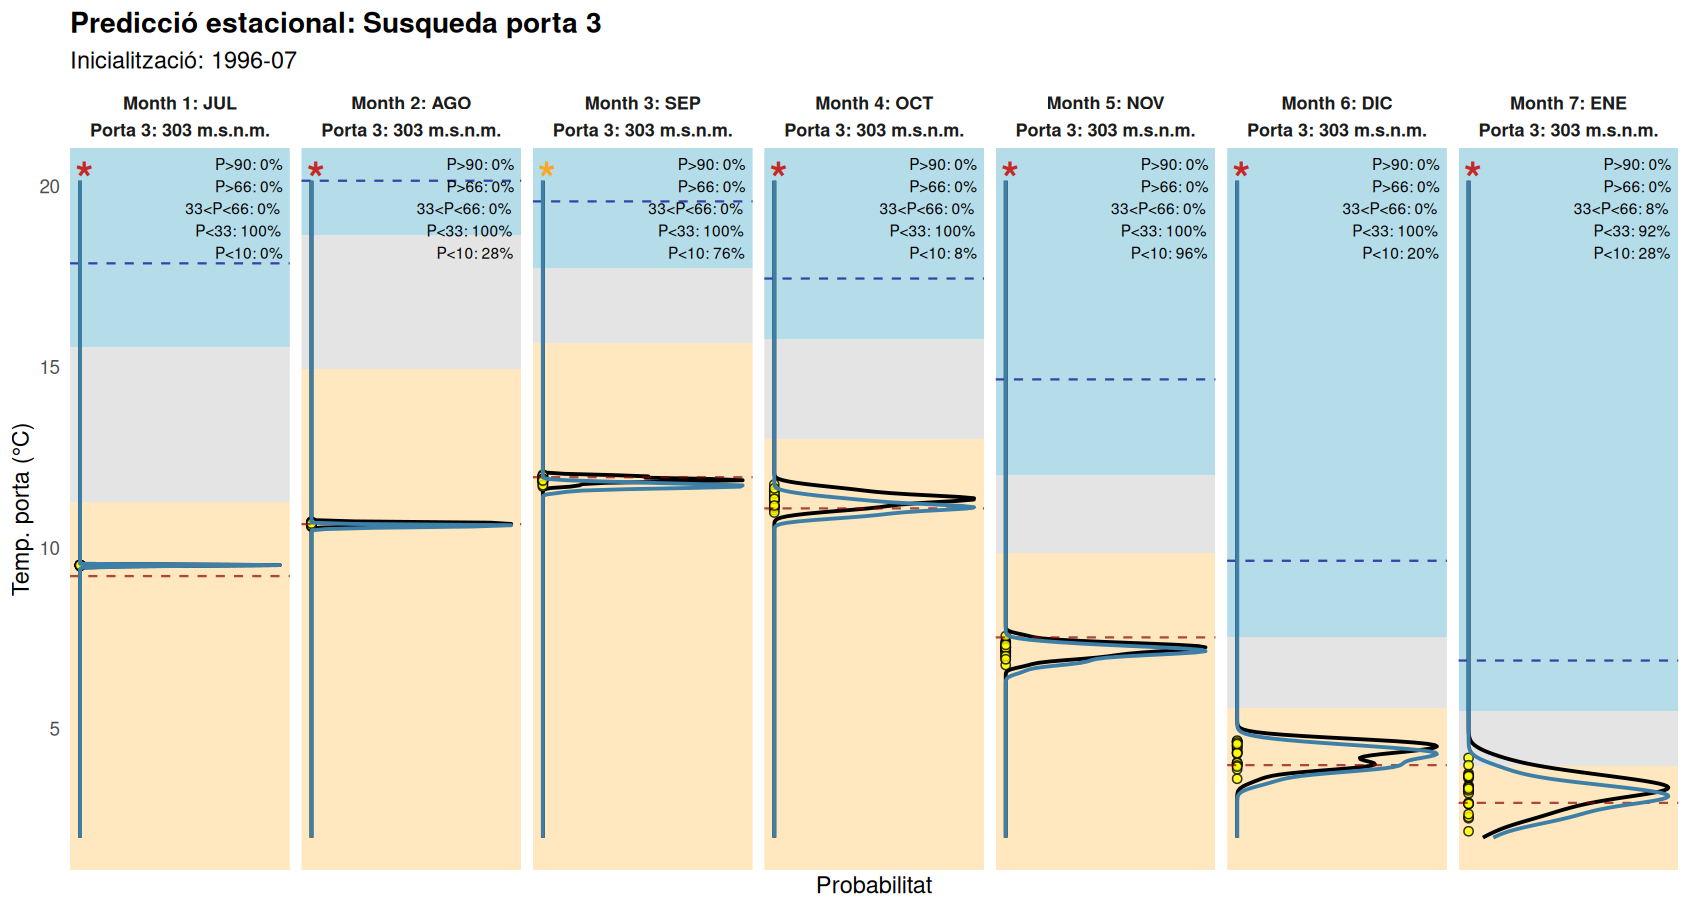 Predicció estacional: Susqueda porta 3
Inicialització: 1996-07
Month 1: JUL
Porta 3: 303 m.s.n.m.
Month 2: AGO
Porta 3: 303 m.s.n.m.
Month 3: SEP
Porta 3: 303 m.s.n.m.
Month 4: OCT
Porta 3: 303 m.s.n.m.
Month 5: NOV
Porta 3: 303 m.s.n.m.
Month 6: DIC
Porta 3: 303 m.s.n.m.
Month 7: ENE
Porta 3: 303 m.s.n.m.
*
P>90: 0%
P>66: 0%
33<P<66: 0%
P<33: 100%
P<10: 0%
*
P>90: 0%
P>66: 0%
33<P<66: 0%
P<33: 100%
P<10: 28%
*
P>90: 0%
P>66: 0%
33<P<66: 0%
P<33: 100%
P<10: 76%
*
P>90: 0%
P>66: 0%
33<P<66: 0%
P<33: 100%
P<10: 8%
*
P>90: 0%
P>66: 0%
33<P<66: 0%
P<33: 100%
P<10: 96%
*
P>90: 0%
P>66: 0%
33<P<66: 0%
P<33: 100%
P<10: 20%
*
P>90: 0%
P>66: 0%
33<P<66: 8%
P<33: 92%
P<10: 28%
20
15
10
5
Temp. porta (°C)
Probabilitat